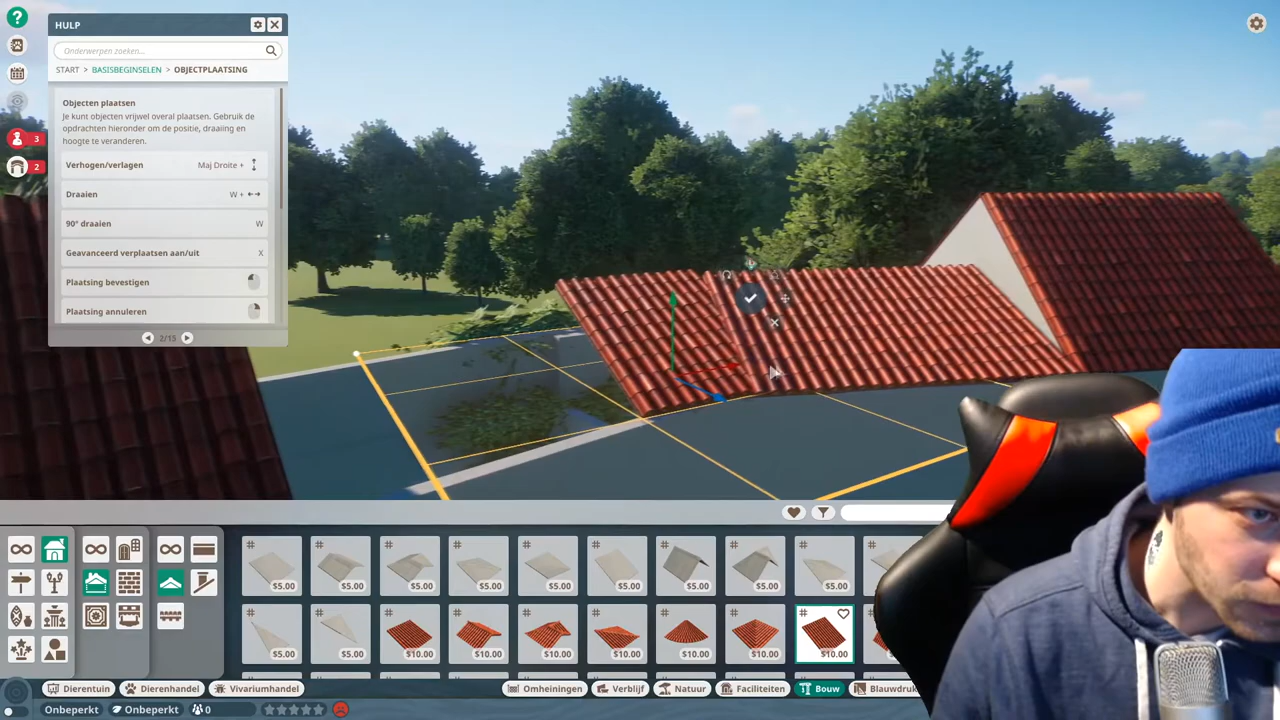 HULP
Onderwerpen zoeken...
START > BASISBEGINSELEN > OBJECTPLAATSING
Objecten plaatsen
Je kunt objecten vrijwel overal plaatsen. Gebruik de
opdrachten hieronder om de positie, draaiing en
hoogte te veranderen.
Verhogen/verlagen Maj Droite +
Draaien W +
90° draaien W
Geavanceerd verplaatsen aan/uit X
Plaatsing bevestigen
Plaatsing annuleren
2/15
3
2
$5.00 $5.00 $5.00 $5.00 $5.00 $5.00 $5.00 $5.00 $5.00
$5.00 $5.00 $10.00 $10.00 $10.00 $10.00 $10.00 $10.00 $10.00
Dierentuin Dierenhandel Vivariumhandel Omheiningen Verblijf Natuur Faciliteiten Bouw Blauwdruk
Onbeperkt Onbeperkt 0